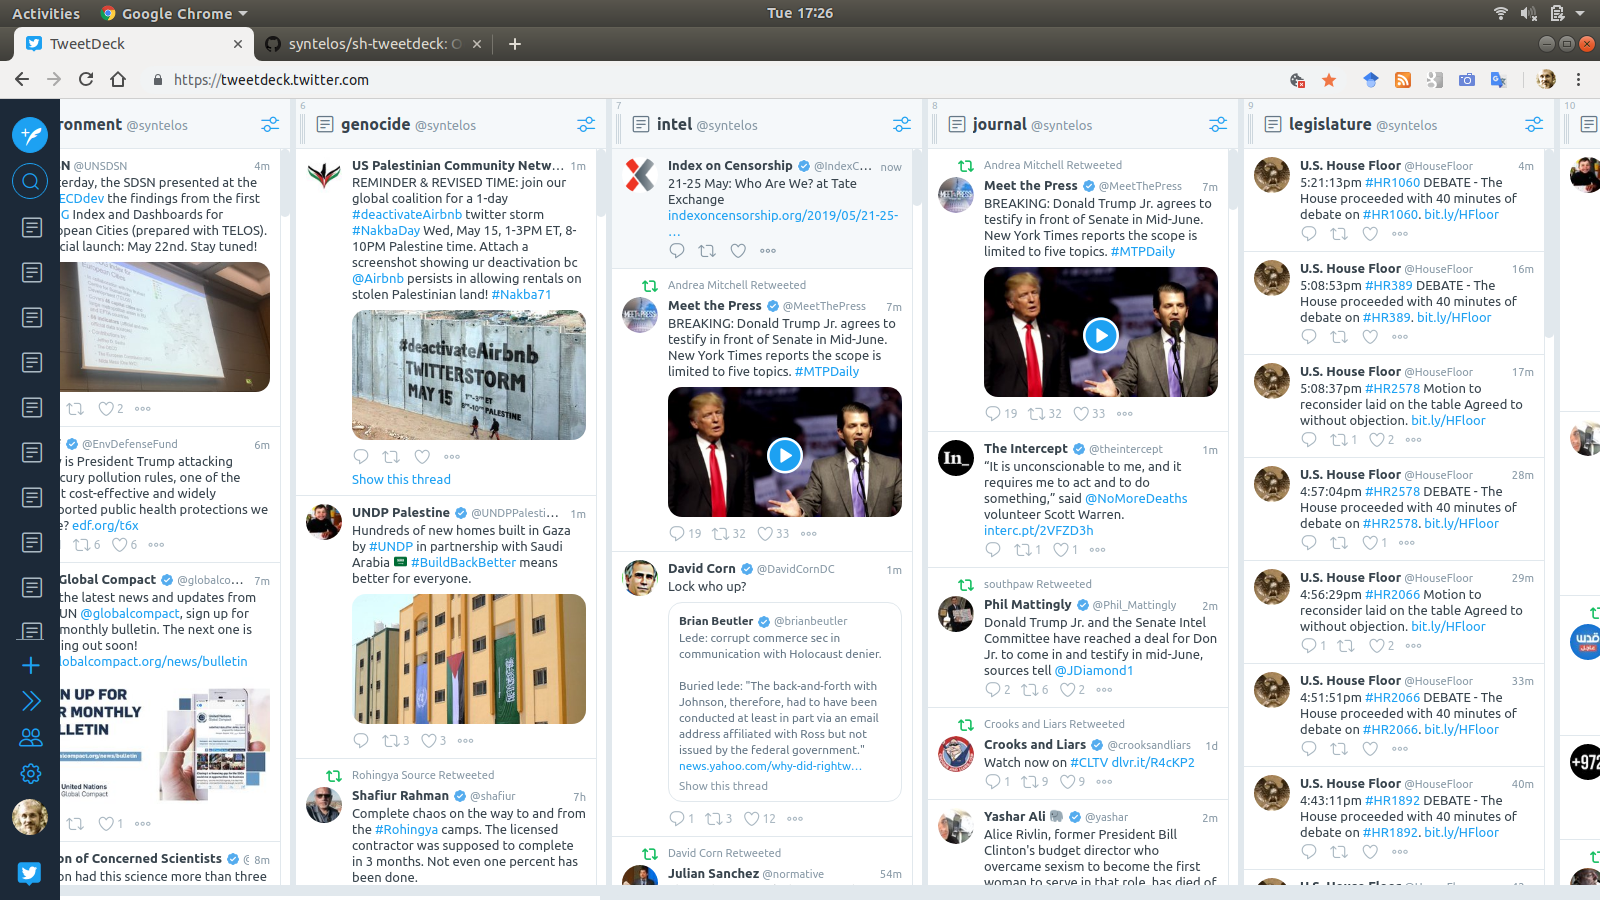 Activities
Google Chrome
Tue 17:26
TweetDeck
syntelos/sh-tweetdeck:
https://tweetdeck.twitter.com
ronment @syntelos
N @UNSDSN 4m
terday, the SDSN presented at the
ECDdev the findings from the first
G Index and Dashboards for
opean Cities (prepared with TELOS).
cial launch: May 22nd. Stay tuned!
2
@EnvDefenseFund 6m
y is President Trump attacking
cury pollution rules, one of the
t cost-effective and widely
ported public health protections we
e? edf.org/t6x
6 6
Global Compact @globalco... 7m
the latest news and updates from
UN @globalcompact, sign up for
monthly bulletin. The next one is
ing out soon!
lobalcompact.org/news/bulletin
N UP FOR
R MONTHLY
LLETIN
mpact.org/news/bulletin
United Nations
Global Compact
1
on of Concerned Scientists 8m
on had this science more than three
6
genocide @syntelos
US Palestinian Community Netw... 1m
REMINDER & REVISED TIME: join our
global coalition for a 1-day
#deactivateAirbnb twitter storm
#NakbaDay Wed, May 15, 1-3PM ET, 8-
10PM Palestine time. Attach a
screenshot showing ur deactivation bc
@Airbnb persists in allowing rentals on
stolen Palestinian land! #Nakba71
#deactivateAirbnb
TWITTERSTORM
MAY 15 1PM-3PM ET
8PM-10PM PALESTINE
Show this thread
UNDP Palestine @UNDPPalesti... 1m
Hundreds of new homes built in Gaza
by #UNDP in partnership with Saudi
Arabia #BuildBackBetter means
better for everyone.
3 3
Rohingya Source Retweeted
Shafiur Rahman @shafiur 7h
Complete chaos on the way to and from
the #Rohingya camps. The licensed
contractor was supposed to complete
in 3 months. Not even one percent has
been done.
7
intel @syntelos
Index on Censorship @IndexC... now
21-25 May: Who Are We? at Tate
Exchange
indexoncensorship.org/2019/05/21-25-
...
Andrea Mitchell Retweeted
Meet the Press @MeetThePress 7m
BREAKING: Donald Trump Jr. agrees to
testify in front of Senate in Mid-June.
New York Times reports the scope is
limited to five topics. #MTPDaily
19 32 33
David Corn @DavidCornDC 1m
Lock who up?
Brian Beutler @brianbeutler
Lede: corrupt commerce sec in
communication with Holocaust denier.
Buried lede: "The back-and-forth with
Johnson, therefore, had to have been
conducted at least in part via an email
address affiliated with Ross but not
issued by the federal government."
news.yahoo.com/why-did-rightw...
Show this thread
1 3 12
David Corn Retweeted
Julian Sanchez @normative 54m
8
journal @syntelos
Andrea Mitchell Retweeted
Meet the Press @MeetThePress 7m
BREAKING: Donald Trump Jr. agrees to
testify in front of Senate in Mid-June.
New York Times reports the scope is
limited to five topics. #MTPDaily
19 32 33
In_
The Intercept @theintercept 1m
“It is unconscionable to me, and it
requires me to act and to do
something,” said @NoMoreDeaths
volunteer Scott Warren.
interc.pt/2VFZD3h
1 1
southpaw Retweeted
Phil Mattingly @Phil_Mattingly 2m
Donald Trump Jr. and the Senate Intel
Committee have reached a deal for Don
Jr. to come in and testify in mid-June,
sources tell @JDiamond1
2 6 2
Crooks and Liars Retweeted
Crooks and Liars @crooksandliars 1d
Watch now on #CLTV dlvr.it/R4cKP2
1 9 9
Yashar Ali @yashar 2m
Alice Rivlin, former President Bill
Clinton's budget director who
overcame sexism to become the first
woman to serve in that role, has died of
9
legislature @syntelos
U.S. House Floor @HouseFloor 4m
5:21:13pm #HR1060 DEBATE - The
House proceeded with 40 minutes of
debate on #HR1060. bit.ly/HFloor
U.S. House Floor @HouseFloor 16m
5:08:53pm #HR389 DEBATE - The
House proceeded with 40 minutes of
debate on #HR389. bit.ly/HFloor
U.S. House Floor @HouseFloor 17m
5:08:37pm #HR2578 Motion to
reconsider laid on the table Agreed to
without objection. bit.ly/HFloor
1 2
U.S. House Floor @HouseFloor 28m
4:57:04pm #HR2578 DEBATE - The
House proceeded with 40 minutes of
debate on #HR2578. bit.ly/HFloor
1
U.S. House Floor @HouseFloor 29m
4:56:29pm #HR2066 Motion to
reconsider laid on the table Agreed to
without objection. bit.ly/HFloor
1 2
U.S. House Floor @HouseFloor 33m
4:51:51pm #HR2066 DEBATE - The
House proceeded with 40 minutes of
debate on #HR2066. bit.ly/HFloor
U.S. House Floor @HouseFloor 40m
4:43:11pm #HR1892 DEBATE - The
House proceeded with 40 minutes of
debate on #HR1892. bit.ly/HFloor
10
+972